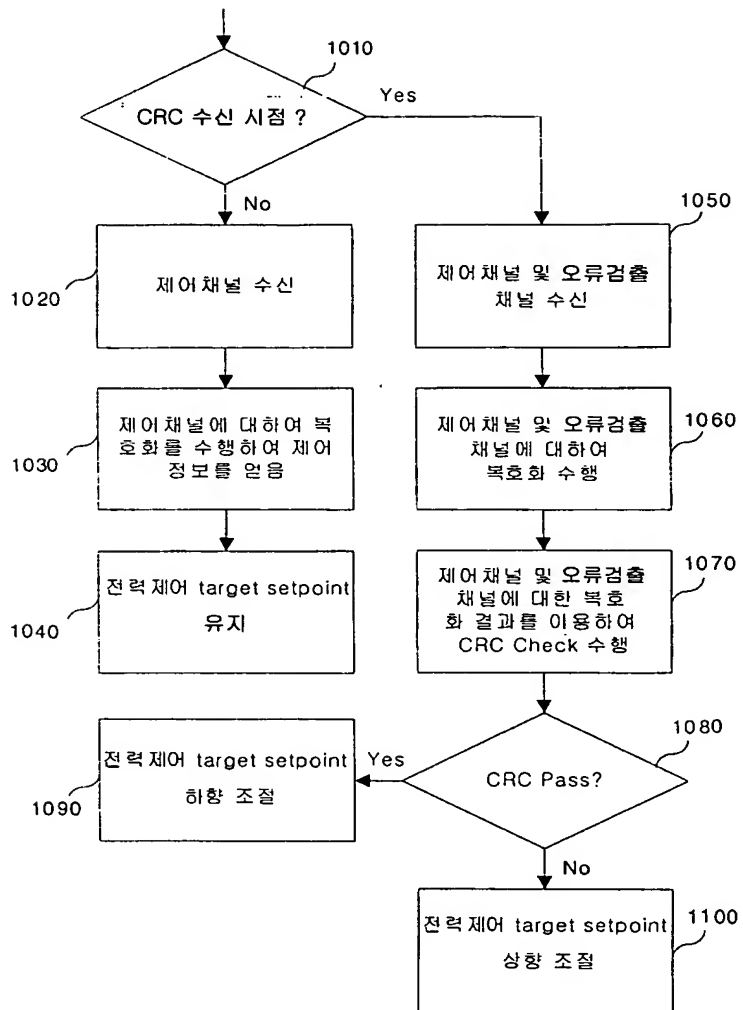 1010
CRC 수신 시점 ?
Yes
No
1020
제어채널 수신
1050
제어채널 및 오류검출
채널 수신
1030
제어채널에 대하여 복
호화를 수행하여 제어
정보를 얻음
1060
제어채널 및 오류검출
채널에 대하여
복호화 수행
1040
전력제어 target setpoint
유지
1070
제어채널 및 오류검출
채널에 대한 복호
화 결과를 이용하여
CRC Check 수행
1080
CRC Pass?
Yes
1090
전력제어 target setpoint
하향 조절
No
1100
전력제어 target setpoint
상향 조절